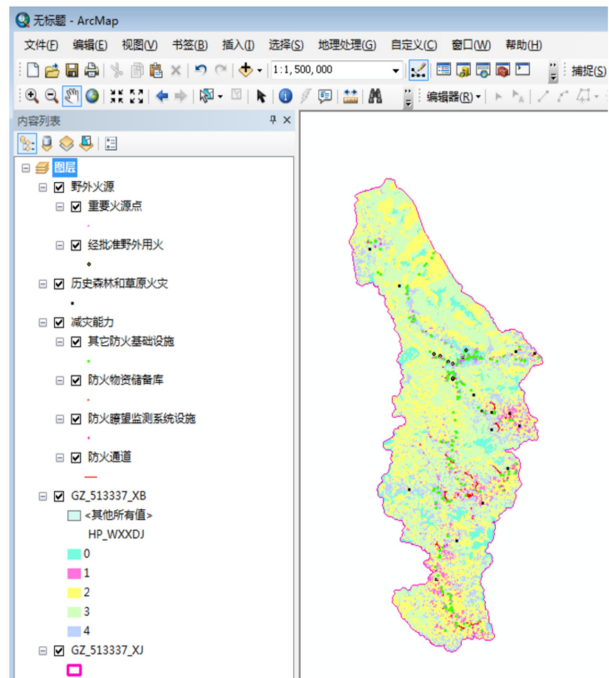 无标题 - ArcMap
文件(F) 编辑(E) 视图(V) 书签(B) 插入(I) 选择(S) 地理处理(G) 自定义(C) 窗口(W) 帮助(H)
1:1,500,000 捕捉(S)
编辑器(R)
内容列表
图层
野外火源
重要火源点
经批准野外用火
历史森林和草原火灾
减灾能力
其它防火基础设施
防火物资储备库
防火瞭望监测系统设施
防火通道
GZ_513337_XB
<其他所有值>
HP_WXXDJ
0
1
2
3
4
GZ_513337_XJ